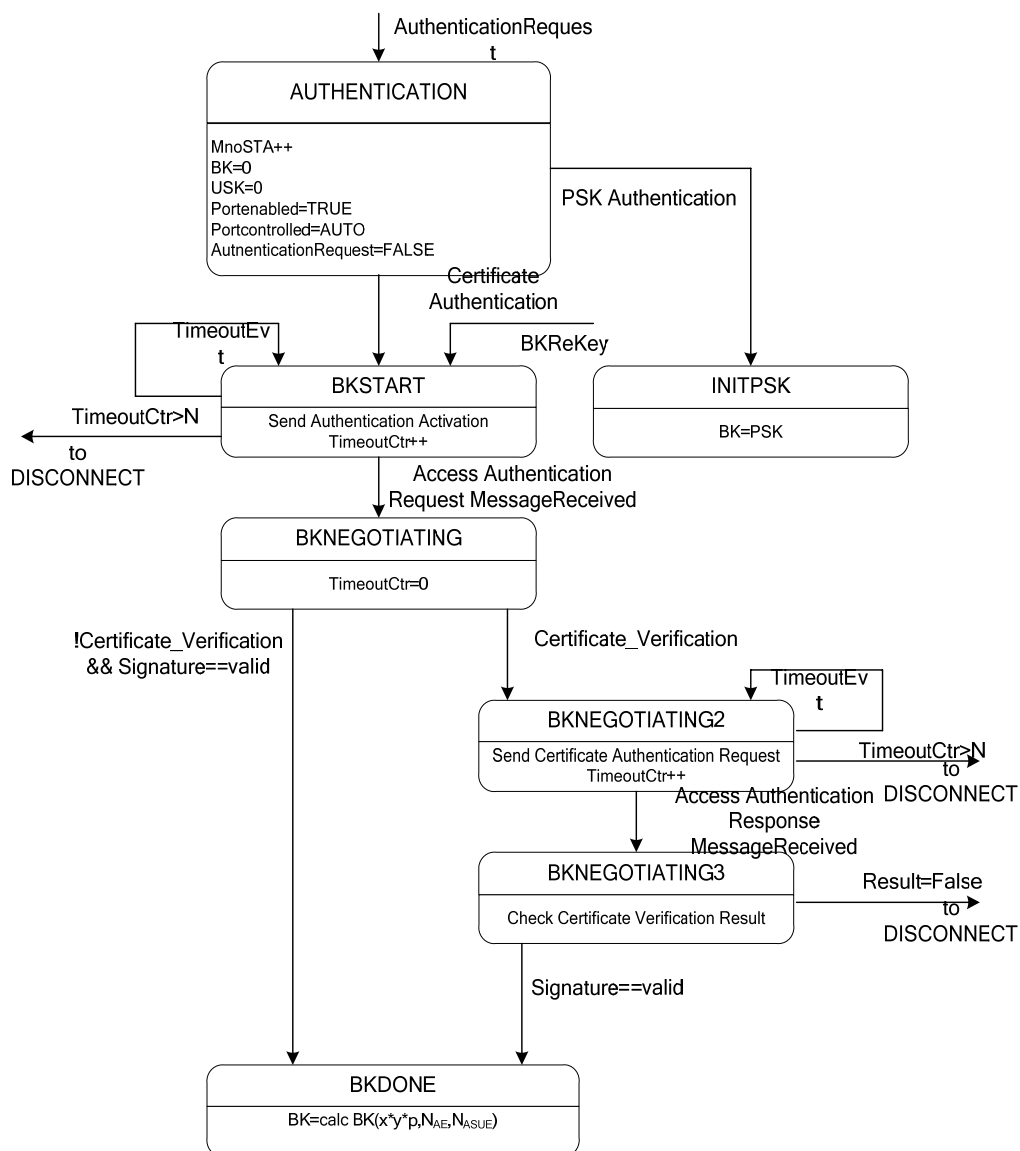 AuthenticationReques
t
AUTHENTICATION
MnoSTA++
BK=0
USK=0
Portenabled=TRUE
Portcontrolled=AUTO
AutnenticationRequest=FALSE
PSK Authentication
Certificate
Authentication
TimeoutEv
t
BKReKey
BKSTART
Send Authentication Activation
TimeoutCtr++
INITPSK
BK=PSK
TimeoutCtr>N
to
DISCONNECT
Access Authentication
Request MessageReceived
BKNEGOTIATING
TimeoutCtr=0
!Certificate_Verification
&& Signature==valid
Certificate_Verification
TimeoutEv
t
BKNEGOTIATING2
Send Certificate Authentication Request
TimeoutCtr++
TimeoutCtr>N
to
DISCONNECT
Access Authentication
Response
MessageReceived
BKNEGOTIATING3
Check Certificate Verification Result
Result=False
to
DISCONNECT
Signature==valid
BKDONE
BK=calc BK(x*y*p,NAE,NASUE)